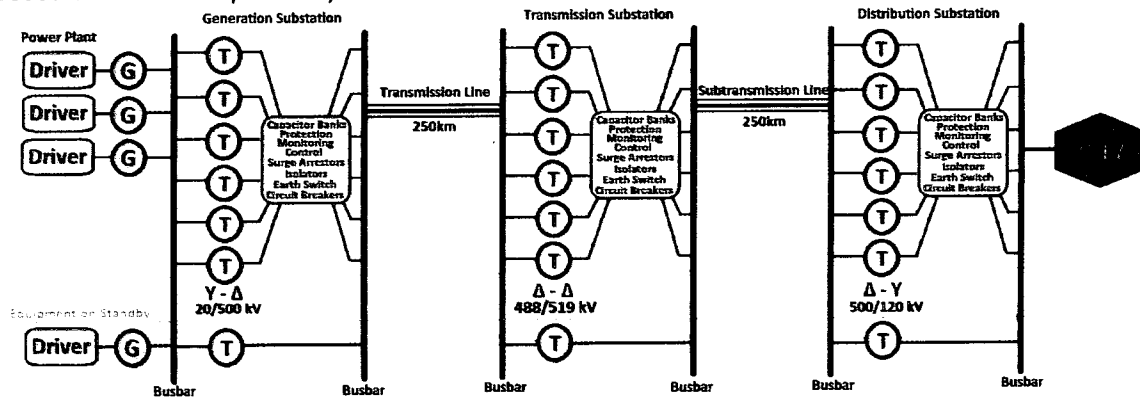 Generation Substation
Transmission Substation
Distribution Substation
Power Plant
Driver
G
Driver
G
Driver
G
T
T
T
T
T
T
Capacitor Banks
Protection
Monitoring
Control
Surge Arrestors
Isolators
Earth Switch
Circuit Breakers
Y - Δ
20/500 kV
Equipment on Standby
Driver
G
T
Busbar
Busbar
Transmission Line
250km
T
T
T
T
T
T
Capacitor Banks
Protection
Monitoring
Control
Surge Arrestors
Isolators
Earth Switch
Circuit Breakers
Δ - Δ
488/519 kV
T
Busbar
Busbar
Subtransmission Line
250km
T
T
T
T
T
T
Capacitor Banks
Protection
Monitoring
Control
Surge Arrestors
Isolators
Earth Switch
Circuit Breakers
Δ - Y
500/120 kV
T
Busbar
Busbar